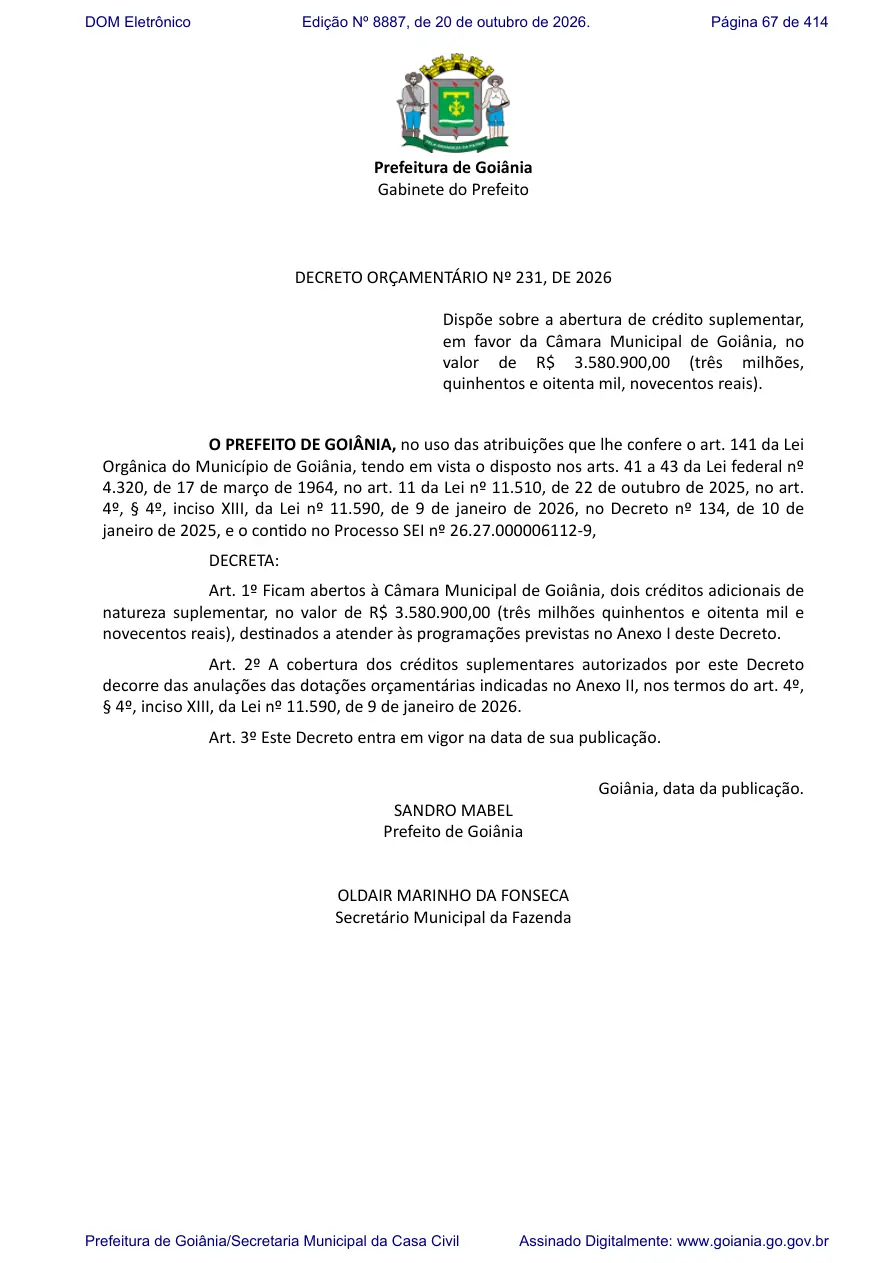 DOM Eletrônico Edição Nº 8887, de 20 de outubro de 2026. Página 67 de 414
PELA GRANDEZA DA PÁTRIA
Prefeitura de Goiânia
Gabinete do Prefeito
DECRETO ORÇAMENTÁRIO Nº 231, DE 2026
Dispõe sobre a abertura de crédito suplementar,
em favor da Câmara Municipal de Goiânia, no
valor de R$ 3.580.900,00 (três milhões,
quinhentos e oitenta mil, novecentos reais).
O PREFEITO DE GOIÂNIA, no uso das atribuições que lhe confere o art. 141 da Lei
Orgânica do Município de Goiânia, tendo em vista o disposto nos arts. 41 a 43 da Lei federal nº
4.320, de 17 de março de 1964, no art. 11 da Lei nº 11.510, de 22 de outubro de 2025, no art.
4º, § 4º, inciso XIII, da Lei nº 11.590, de 9 de janeiro de 2026, no Decreto nº 134, de 10 de
janeiro de 2025, e o contido no Processo SEI nº 26.27.000006112-9,
DECRETA:
Art. 1º Ficam abertos à Câmara Municipal de Goiânia, dois créditos adicionais de
natureza suplementar, no valor de R$ 3.580.900,00 (três milhões quinhentos e oitenta mil e
novecentos reais), destinados a atender às programações previstas no Anexo I deste Decreto.
Art. 2º A cobertura dos créditos suplementares autorizados por este Decreto
decorre das anulações das dotações orçamentárias indicadas no Anexo II, nos termos do art. 4º,
§ 4º, inciso XIII, da Lei nº 11.590, de 9 de janeiro de 2026.
Art. 3º Este Decreto entra em vigor na data de sua publicação.
Goiânia, data da publicação.
SANDRO MABEL
Prefeito de Goiânia
OLDAIR MARINHO DA FONSECA
Secretário Municipal da Fazenda
Prefeitura de Goiânia/Secretaria Municipal da Casa Civil Assinado Digitalmente: www.goiania.go.gov.br